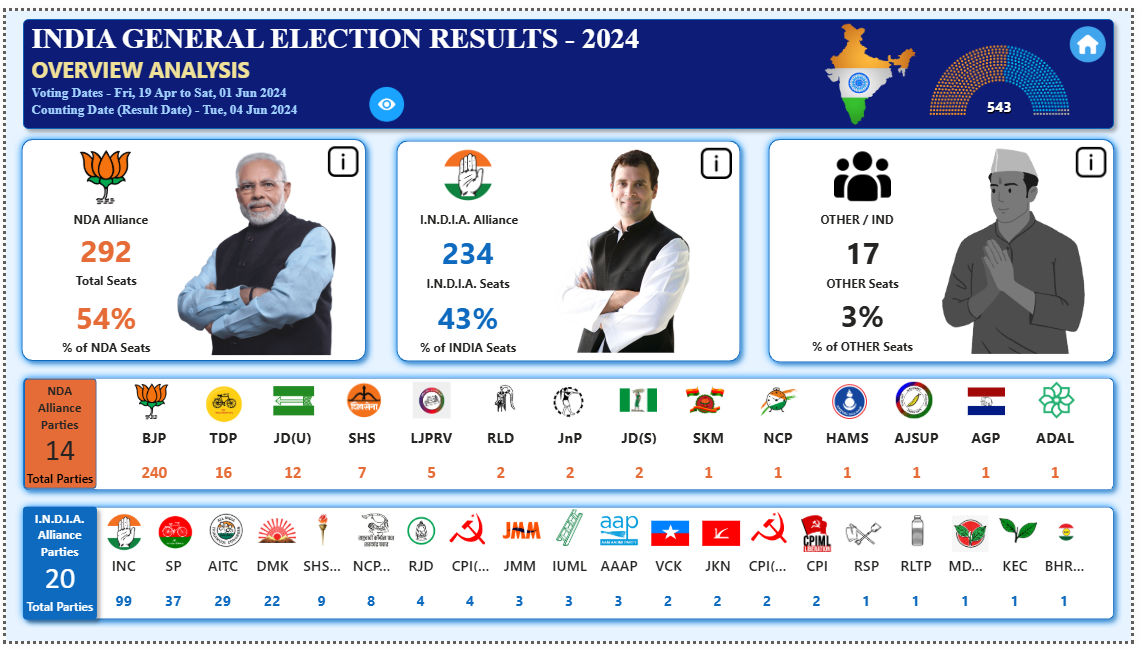 INDIA GENERAL ELECTION RESULTS - 2024
OVERVIEW ANALYSIS
Voting Dates - Fri, 19 Apr to Sat, 01 Jun 2024
Counting Date (Result Date) - Tue, 04 Jun 2024
543
NDA Alliance
292
Total Seats
54%
% of NDA Seats
i
I.N.D.I.A. Alliance
234
I.N.D.I.A. Seats
43%
% of INDIA Seats
i
OTHER / IND
17
OTHER Seats
3%
% of OTHER Seats
i
NDA
Alliance
Parties
14
Total Parties
BJP TDP JD(U) SHS LJPRV RLD JnP JD(S) SKM NCP HAMS AJSUP AGP ADAL
240 16 12 7 5 2 2 2 1 1 1 1 1 1
I.N.D.I.A.
Alliance
Parties
20
Total Parties
JMM
aap
CPIML
LIBERATION
INC SP AITC DMK SHS... NCP... RJD CPI(... JMM IUML AAAP VCK JKN CPI(... CPI RSP RLTP MD... KEC BHR...
99 37 29 22 9 8 4 4 3 3 3 2 2 2 2 1 1 1 1 1